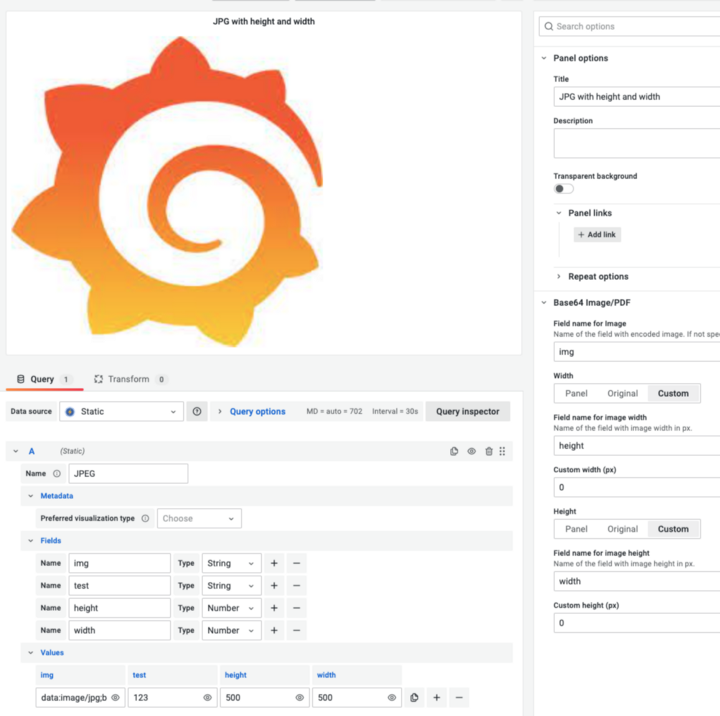 JPG with height and width
Query 1 Transform 0
Data source Static Query options MD = auto = 702 Interval = 30s Query inspector
A (Static)
Name JPEG
Metadata
Preferred visualization type Choose
Fields
Name img Type String
Name test Type String
Name height Type Number
Name width Type Number
Values
img test height width
data:image/jpg;b 123 500 500
Search options
Panel options
Title
JPG with height and width
Description
Transparent background
Panel links
+ Add link
Repeat options
Base64 Image/PDF
Field name for Image
Name of the field with encoded image. If not spe
img
Width
Panel Original Custom
Field name for image width
Name of the field with image width in px.
height
Custom width (px)
0
Height
Panel Original Custom
Field name for image height
Name of the field with image height in px.
width
Custom height (px)
0